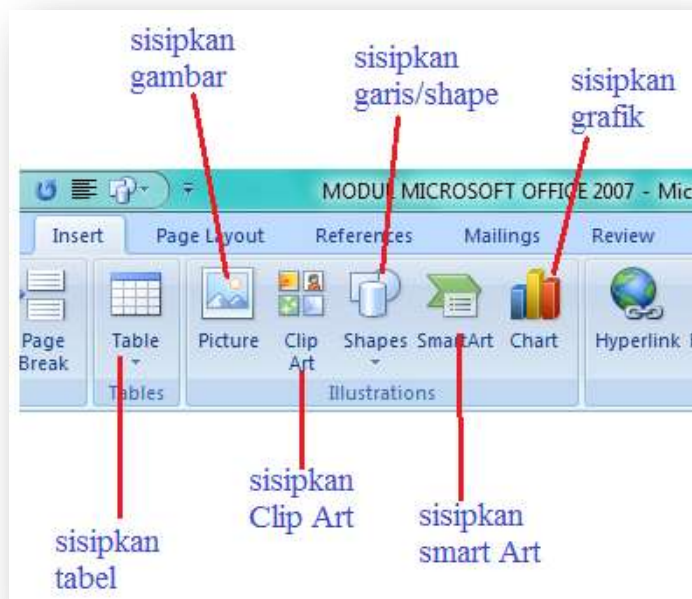 sisipkan
gambar
sisipkan
garis/shape
sisipkan
grafik
MODUL MICROSOFT OFFICE 2007 - Mic
Insert Page Layout References Mailings Review
Page
Break
Table
Picture
Clip
Art
Shapes
SmartArt
Chart
Hyperlink
Tables
Illustrations
sisipkan
Clip Art
sisipkan
smart Art
sisipkan
tabel